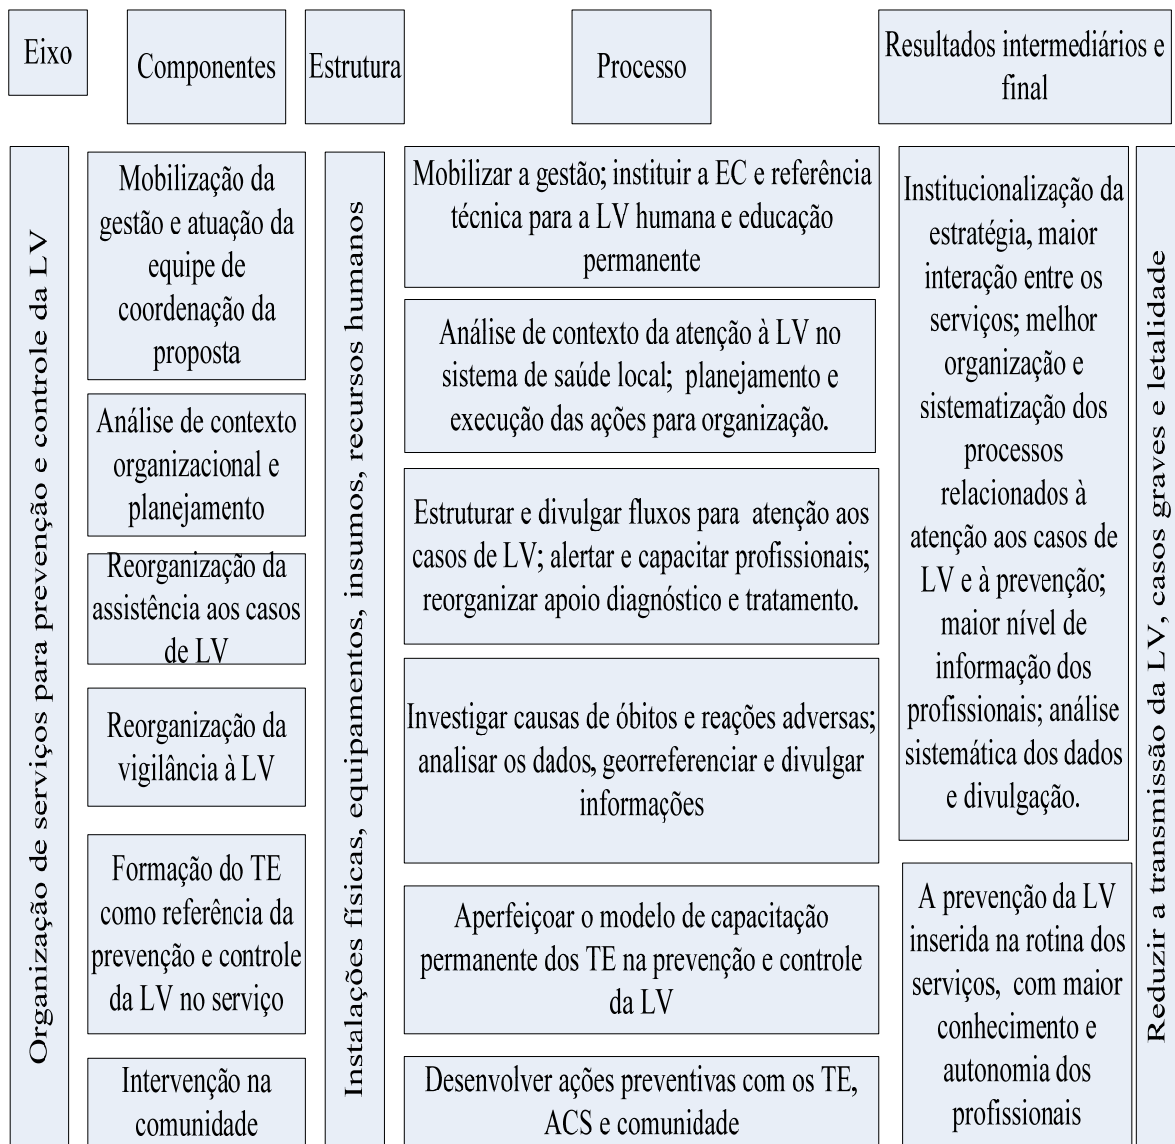 Eixo
Componentes
Estrutura
Processo
Resultados intermediários e
final
Organização de serviços para prevenção e controle da LV
Mobilização da
gestão e atuação da
equipe de
coordenação da
proposta
Análise de contexto
organizacional e
planejamento
Reorganização da
assistência aos casos
de LV
Reorganização da
vigilância à LV
Formação do TE
como referência da
prevenção e controle
da LV no serviço
Intervenção na
comunidade
Instalações físicas, equipamentos, insumos, recursos humanos
Mobilizar a gestão; instituir a EC e referência
técnica para a LV humana e educação
permanente
Análise de contexto da atenção à LV no
sistema de saúde local; planejamento e
execução das ações para organização.
Estruturar e divulgar fluxos para atenção aos
casos de LV; alertar e capacitar profissionais;
reorganizar apoio diagnóstico e tratamento.
Investigar causas de óbitos e reações adversas;
analisar os dados, georreferenciar e divulgar
informações
Aperfeiçoar o modelo de capacitação
permanente dos TE na prevenção e controle
da LV
Desenvolver ações preventivas com os TE,
ACS e comunidade
Institucionalização da
estratégia, maior
interação entre os
serviços; melhor
organização e
sistematização dos
processos
relacionados à
atenção aos casos de
LV e à prevenção;
maior nível de
informação dos
profissionais; análise
sistemática dos dados
e divulgação.
A prevenção da LV
inserida na rotina dos
serviços, com maior
conhecimento e
autonomia dos
profissionais
Reduzir a transmissão da LV, casos graves e letalidade